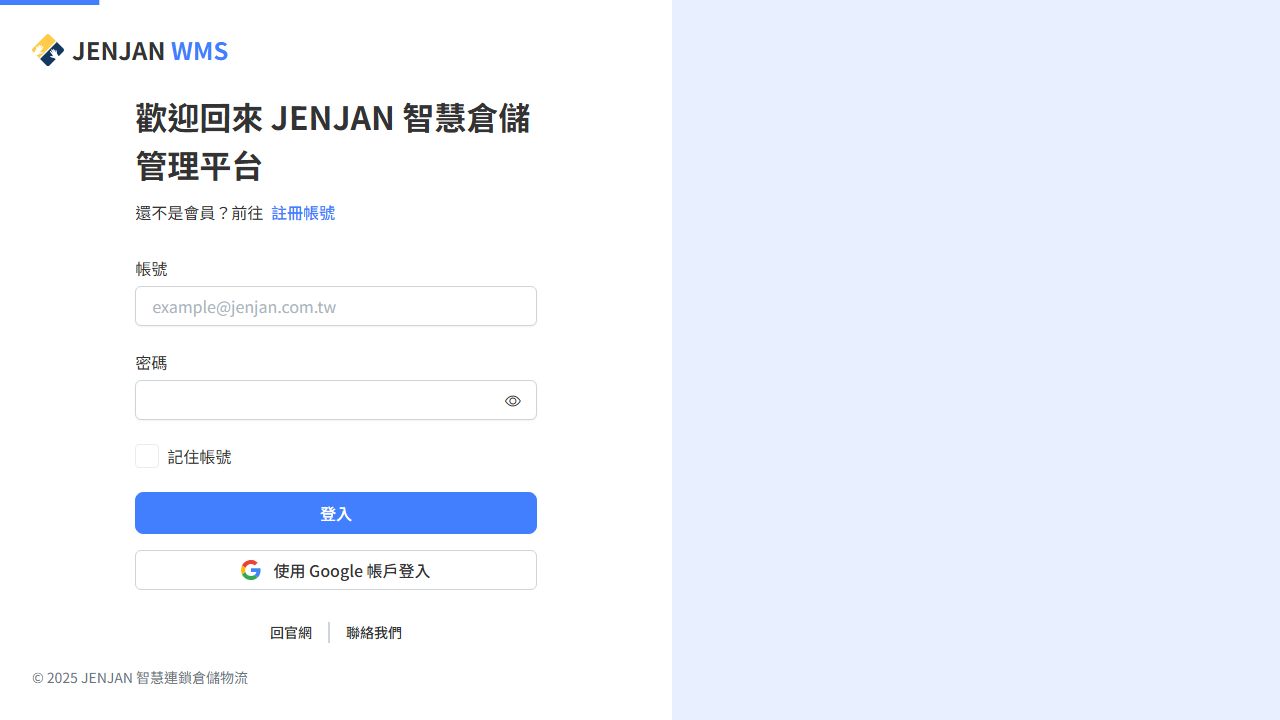 JENJAN WMS
歡迎回來 JENJAN 智慧倉儲
管理平台
還不是會員？前往 註冊帳號
帳號
example@jenjan.com.tw
密碼
記住帳號
登入
使用 Google 帳戶登入
回官網
聯絡我們
© 2025 JENJAN 智慧連鎖倉儲物流